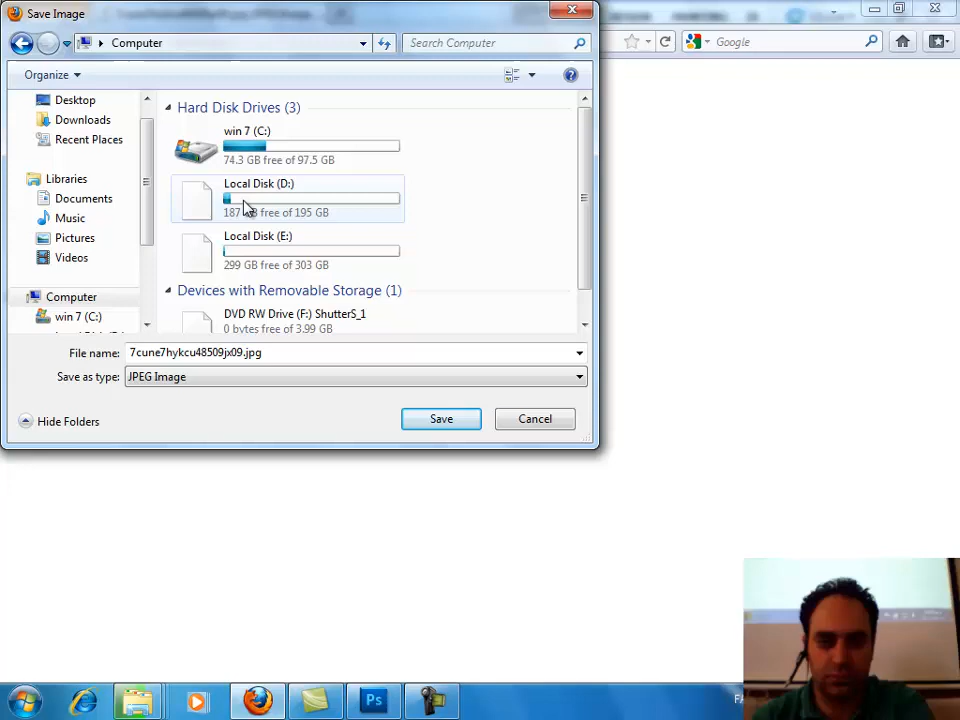 Save Image
Computer
Search Computer
Google
Organize
Desktop
Downloads
Recent Places
Libraries
Documents
Music
Pictures
Videos
Computer
win 7 (C:)
Hard Disk Drives (3)
win 7 (C:)
74.3 GB free of 97.5 GB
Local Disk (D:)
free of 195 GB
Local Disk (E:)
299 GB free of 303 GB
Devices with Removable Storage (1)
DVD RW Drive (F:) ShutterS_1
0 bytes free of 3.99 GB
File name:
7cune7hykcu48509jx09.jpg
Save as type:
JPEG Image
Hide Folders
Save
Cancel
Ps